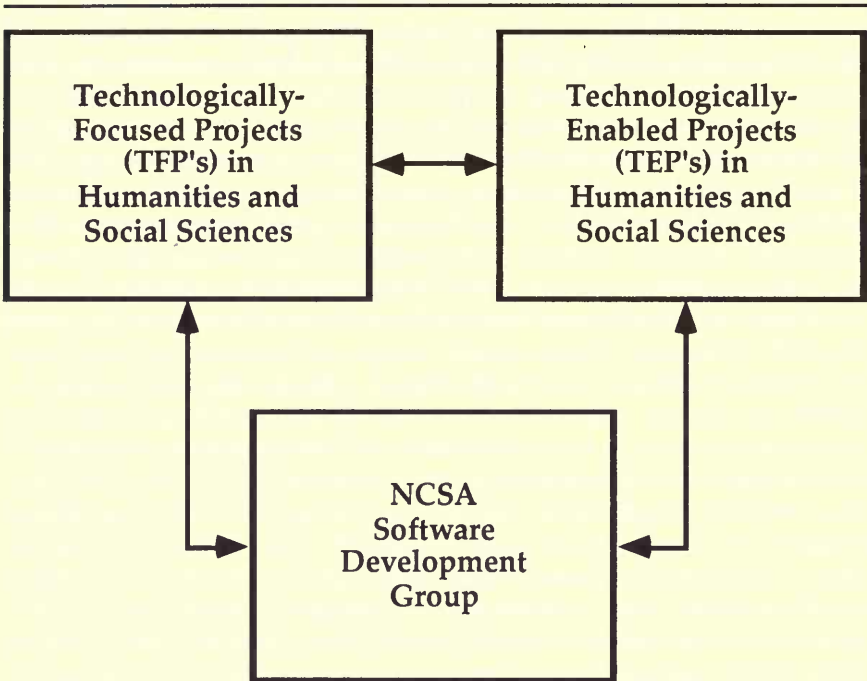 Technologically-
Focused Projects
(TFP's) in
Humanities and
Social Sciences
Technologically-
Enabled Projects
(TEP's) in
Humanities and
Social Sciences
NCSA
Software
Development
Group